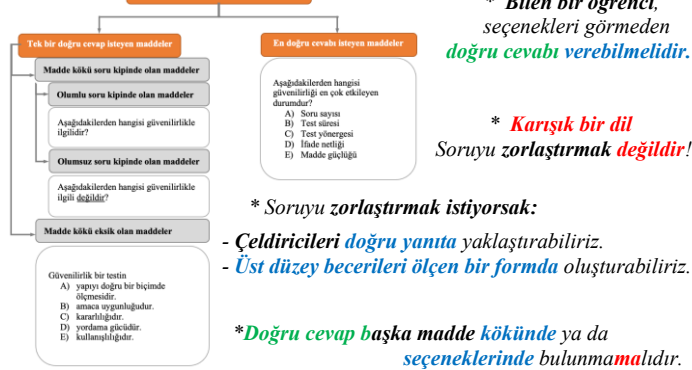 * Bilen bir öğrenci,
seçenekleri görmeden
doğru cevabı verebilmelidir.
Tek bir doğru cevap isteyen maddeler
En doğru cevabı isteyen maddeler
Madde kökü soru kipinde olan maddeler
Olumlu soru kipinde olan maddeler
Aşağıdakilerden hangisi güvenilirlikle
ilgilidir?
Olumsuz soru kipinde olan maddeler
Aşağıdakilerden hangisi güvenilirlikle
ilgili değildir?
Madde kökü eksik olan maddeler
Güvenilirlik bir testin
A) yapıyı doğru bir biçimde
ölçmesidir.
B) amaca uygunluğudur.
C) kararlılığıdır.
D) yordama gücüdür.
E) kullanışlılığıdır.
Aşağıdakilerden hangisi
güvenilirliği en çok etkileyen
durumdur?
A) Soru sayısı
B) Test süresi
C) Test yönergesi
D) İfade netliği
E) Madde güçlüğü
* Karışık bir dil
Soruyu zorlaştırmak değildir!
* Soruyu zorlaştırmak istiyorsak:
- Çeldiricileri doğru yanıta yaklaştırabiliriz.
- Üst düzey becerileri ölçen bir formda oluşturabiliriz.
*Doğru cevap başka madde kökünde ya da
seçeneklerinde bulunmamalıdır.